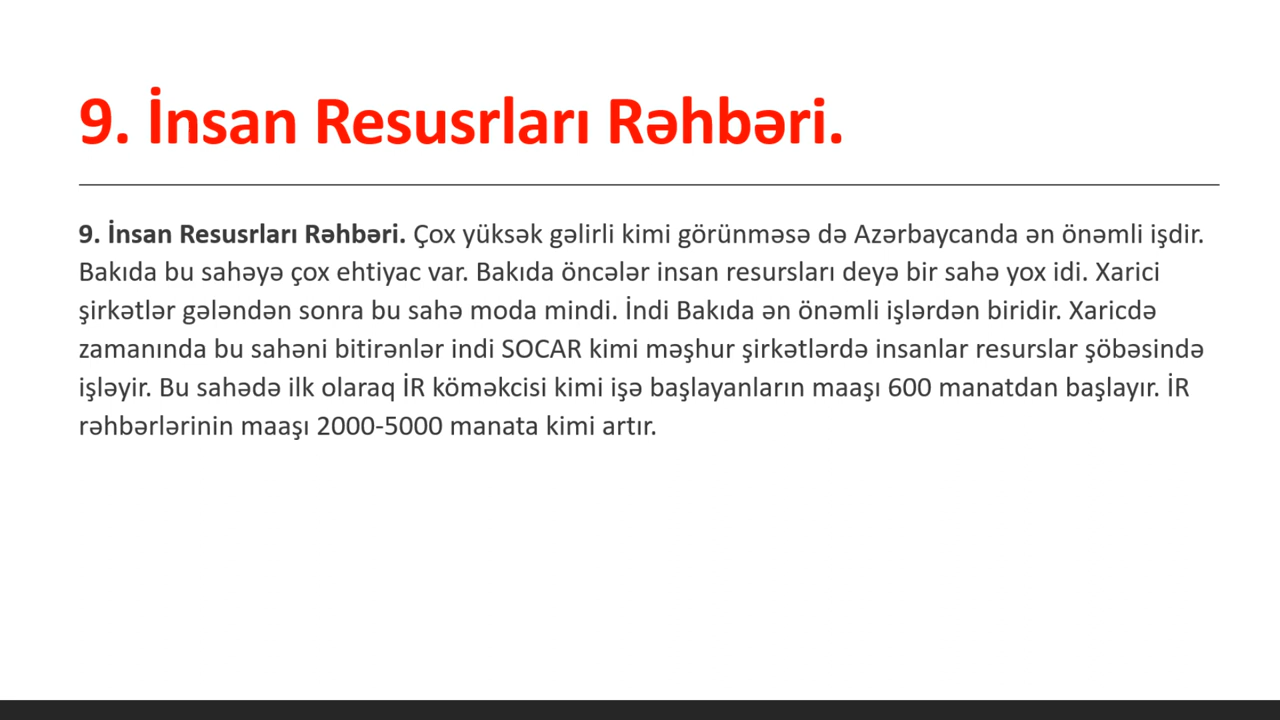 9. İnsan Resusrları Rəhbəri.
9. İnsan Resusrları Rəhbəri. Çox yüksək gəlirli kimi görünməsə də Azərbaycanda ən önəmli işdir.
Bakıda bu sahəyə çox ehtiyac var. Bakıda öncələr insan resursları deyə bir sahə yox idi. Xarici
şirkətlər gələndən sonra bu sahə moda mindi. İndi Bakıda ən önəmli işlərdən biridir. Xaricdə
zamanında bu sahəni bitirənlər indi SOCAR kimi məşhur şirkətlərdə insanlar resurslar şöbəsində
işləyir. Bu sahədə ilk olaraq İR köməkcisi kimi işə başlayanların maaşı 600 manatdan başlayır. İR
rəhbərlərinin maaşı 2000-5000 manata kimi artır.